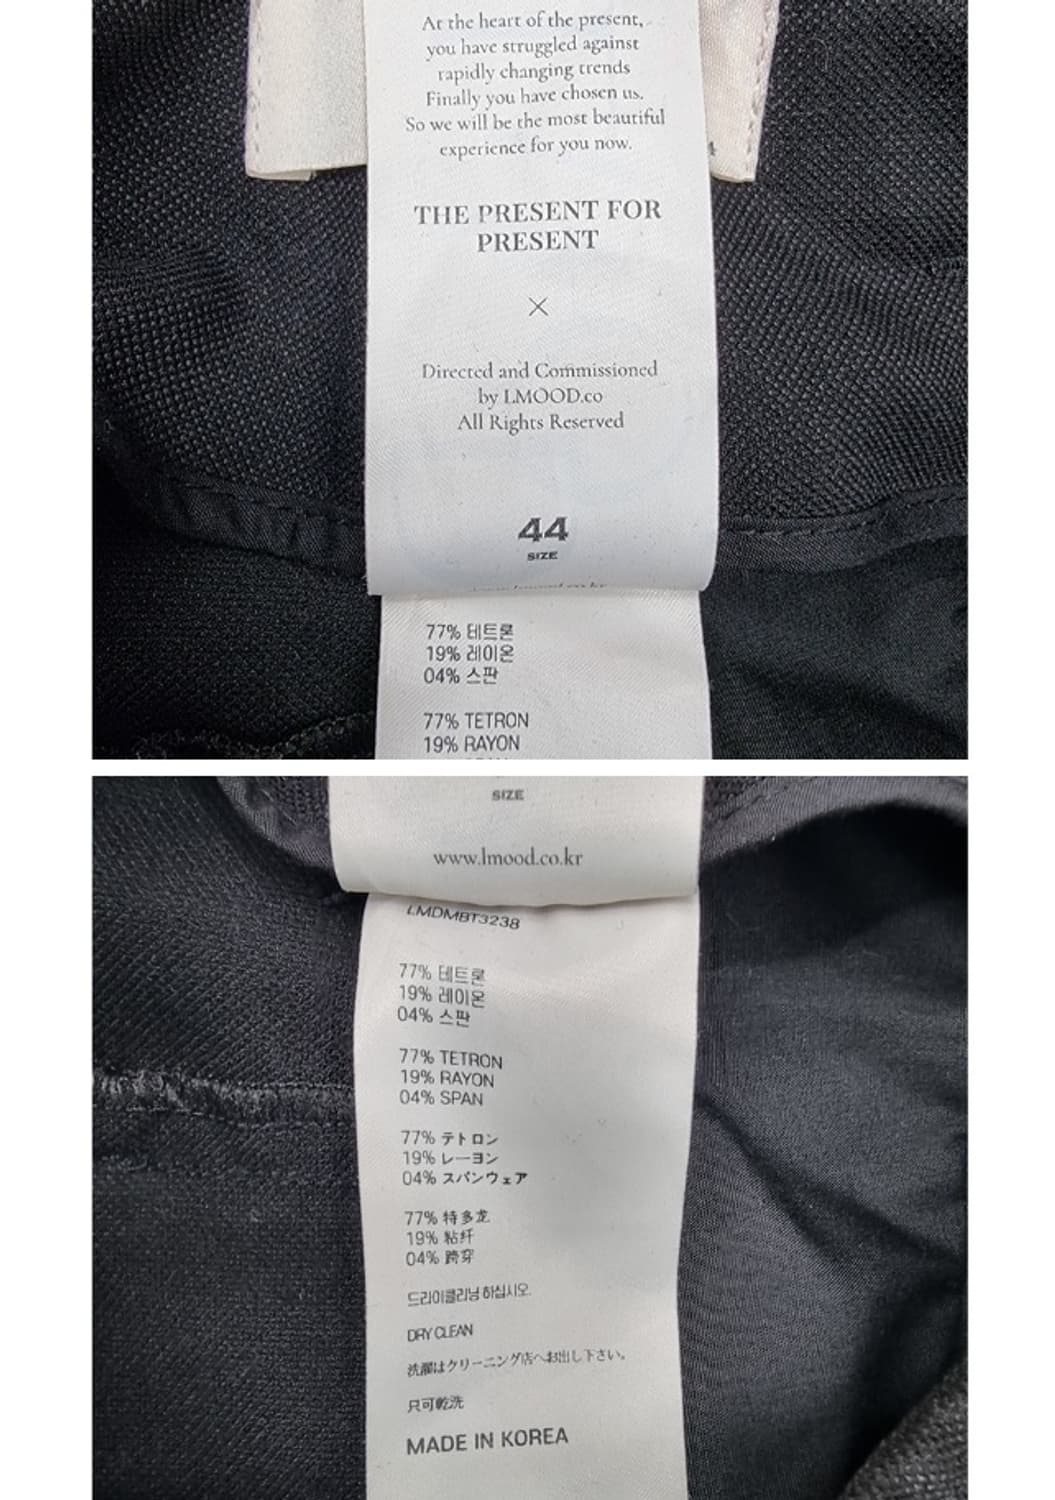 At the heart of the present,
you have struggled against
rapidly changing trends
Finally you have chosen us.
So we will be the most beautiful
experience for you now.
THE PRESENT FOR
PRESENT
×
Directed and Commissioned
by LMOOD.co
All Rights Reserved
44
SIZE
77% 테트론
19% 레이온
04% 스판
77% TETRON
19% RAYON
SIZE
www.lmood.co.kr
LMDMBT3238
77% 테트론
19% 레이온
04% 스판
77% TETRON
19% RAYON
04% SPAN
77% テトロン
19% レーヨン
04% スパンウェア
77% 特多龙
19% 粘纤
04% 跨穿
드라이클리닝 하십시오.
DRY CLEAN
洗濯はクリーニング店へお出し下さい。
只可乾洗
MADE IN KOREA